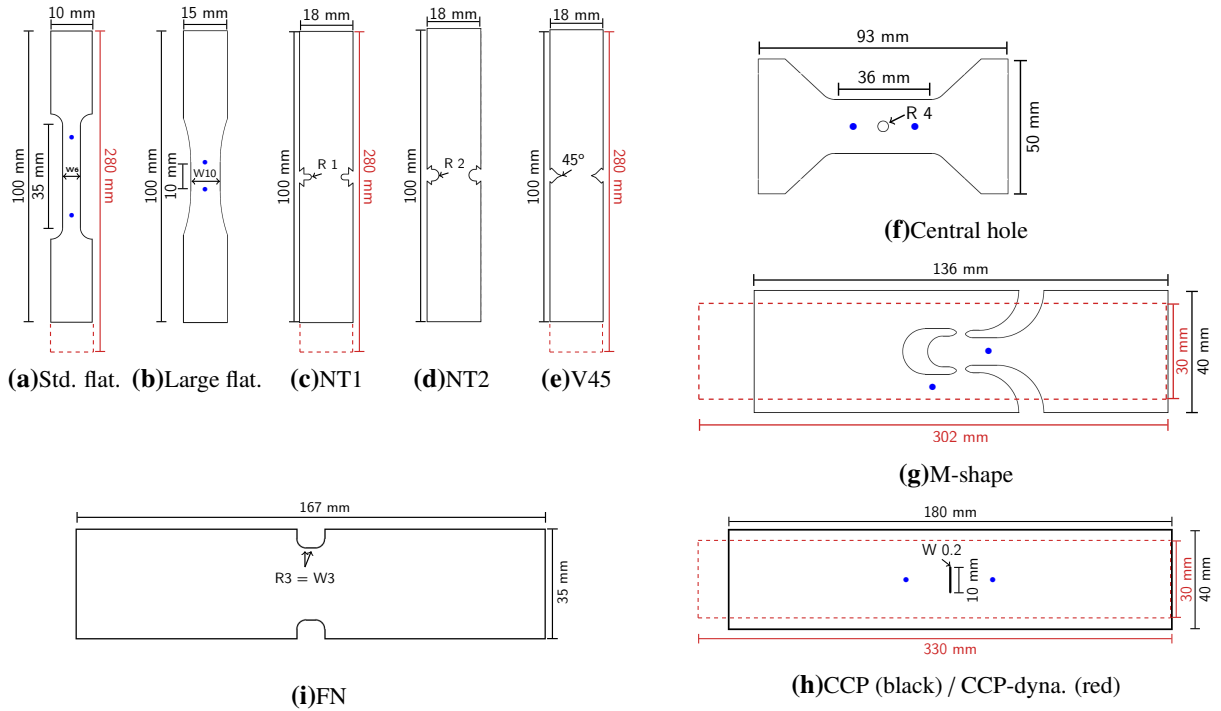 10 mm
100 mm
35 mm
W6
280 mm
(a)Std. flat.
15 mm
100 mm
10 mm
W10
(b)Large flat.
18 mm
100 mm
R 1
280 mm
(c)NT1
18 mm
100 mm
R 2
(d)NT2
18 mm
100 mm
45º
280 mm
(e)V45
93 mm
36 mm
R 4
50 mm
(f)Central hole
136 mm
30 mm
40 mm
302 mm
(g)M-shape
167 mm
R3 = W3
35 mm
(i)FN
180 mm
W 0.2
10 mm
30 mm
40 mm
330 mm
(h)CCP (black) / CCP-dyna. (red)